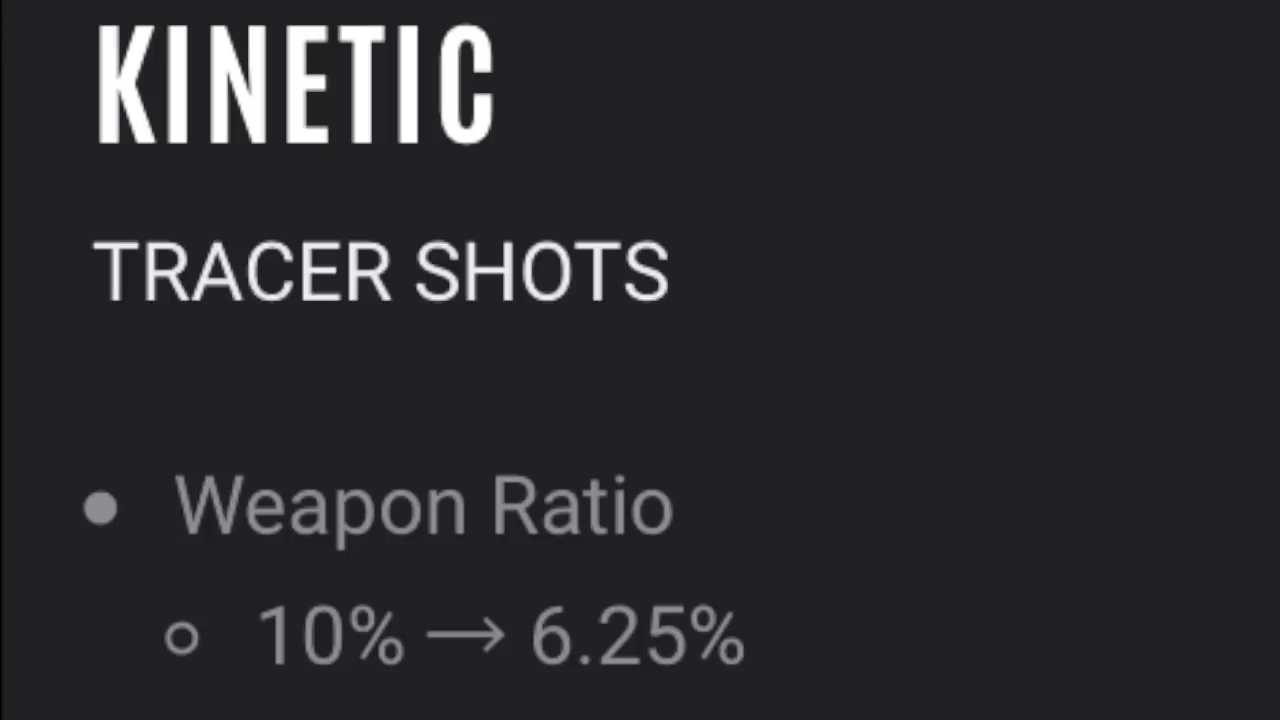 KINETIC
TRACER SHOTS
• Weapon Ratio
◦ 10% → 6.25%